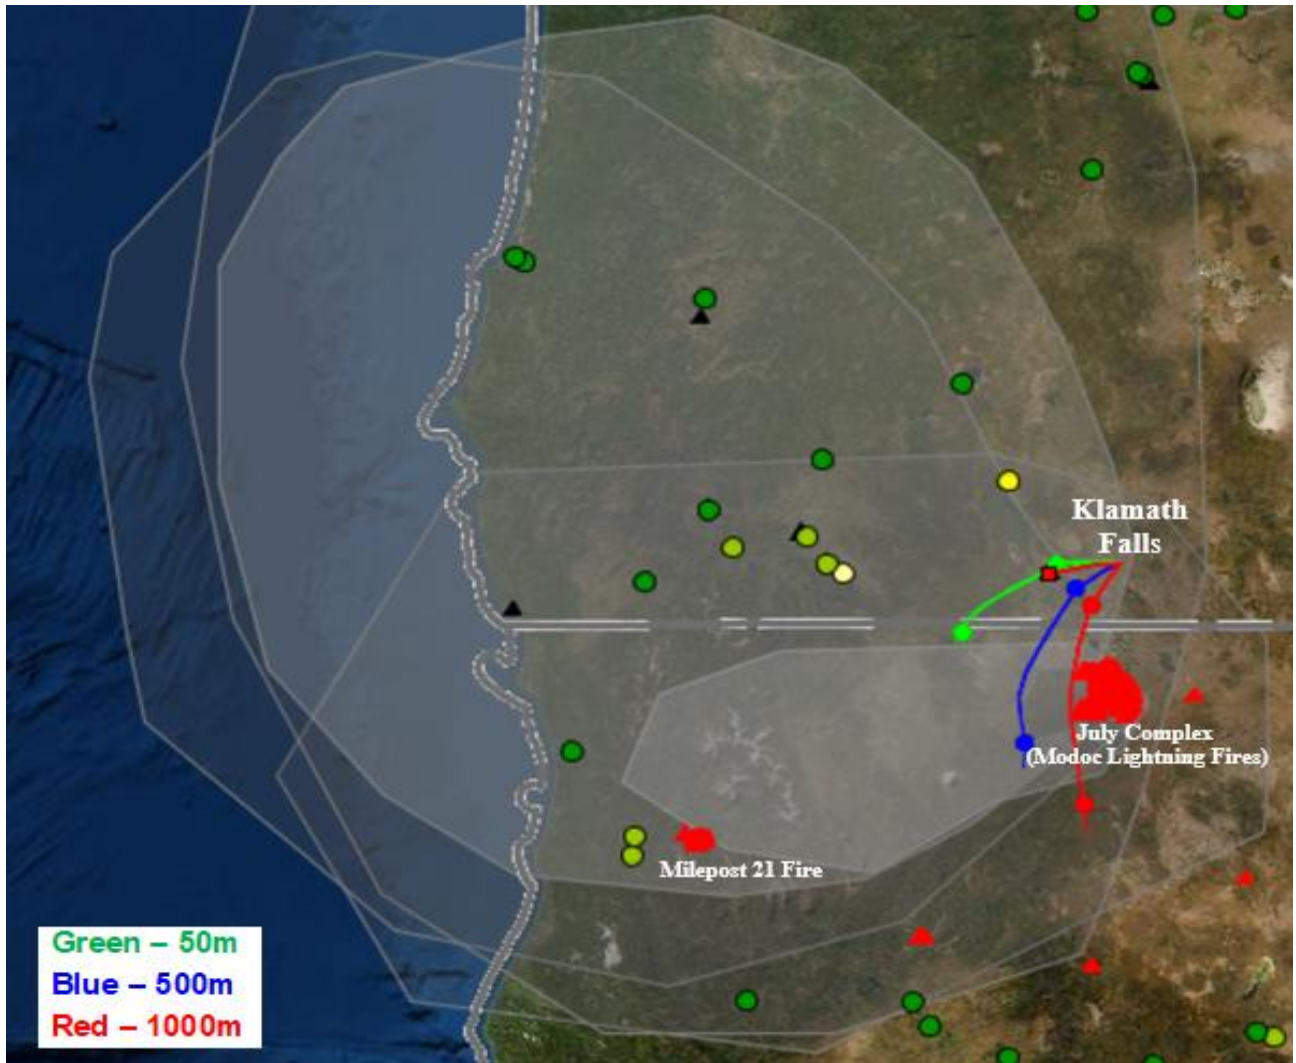 Klamath
Falls
July Complex
(Modoc Lightning Fires)
Milepost 21 Fire
Green – 50m
Blue – 500m
Red – 1000m